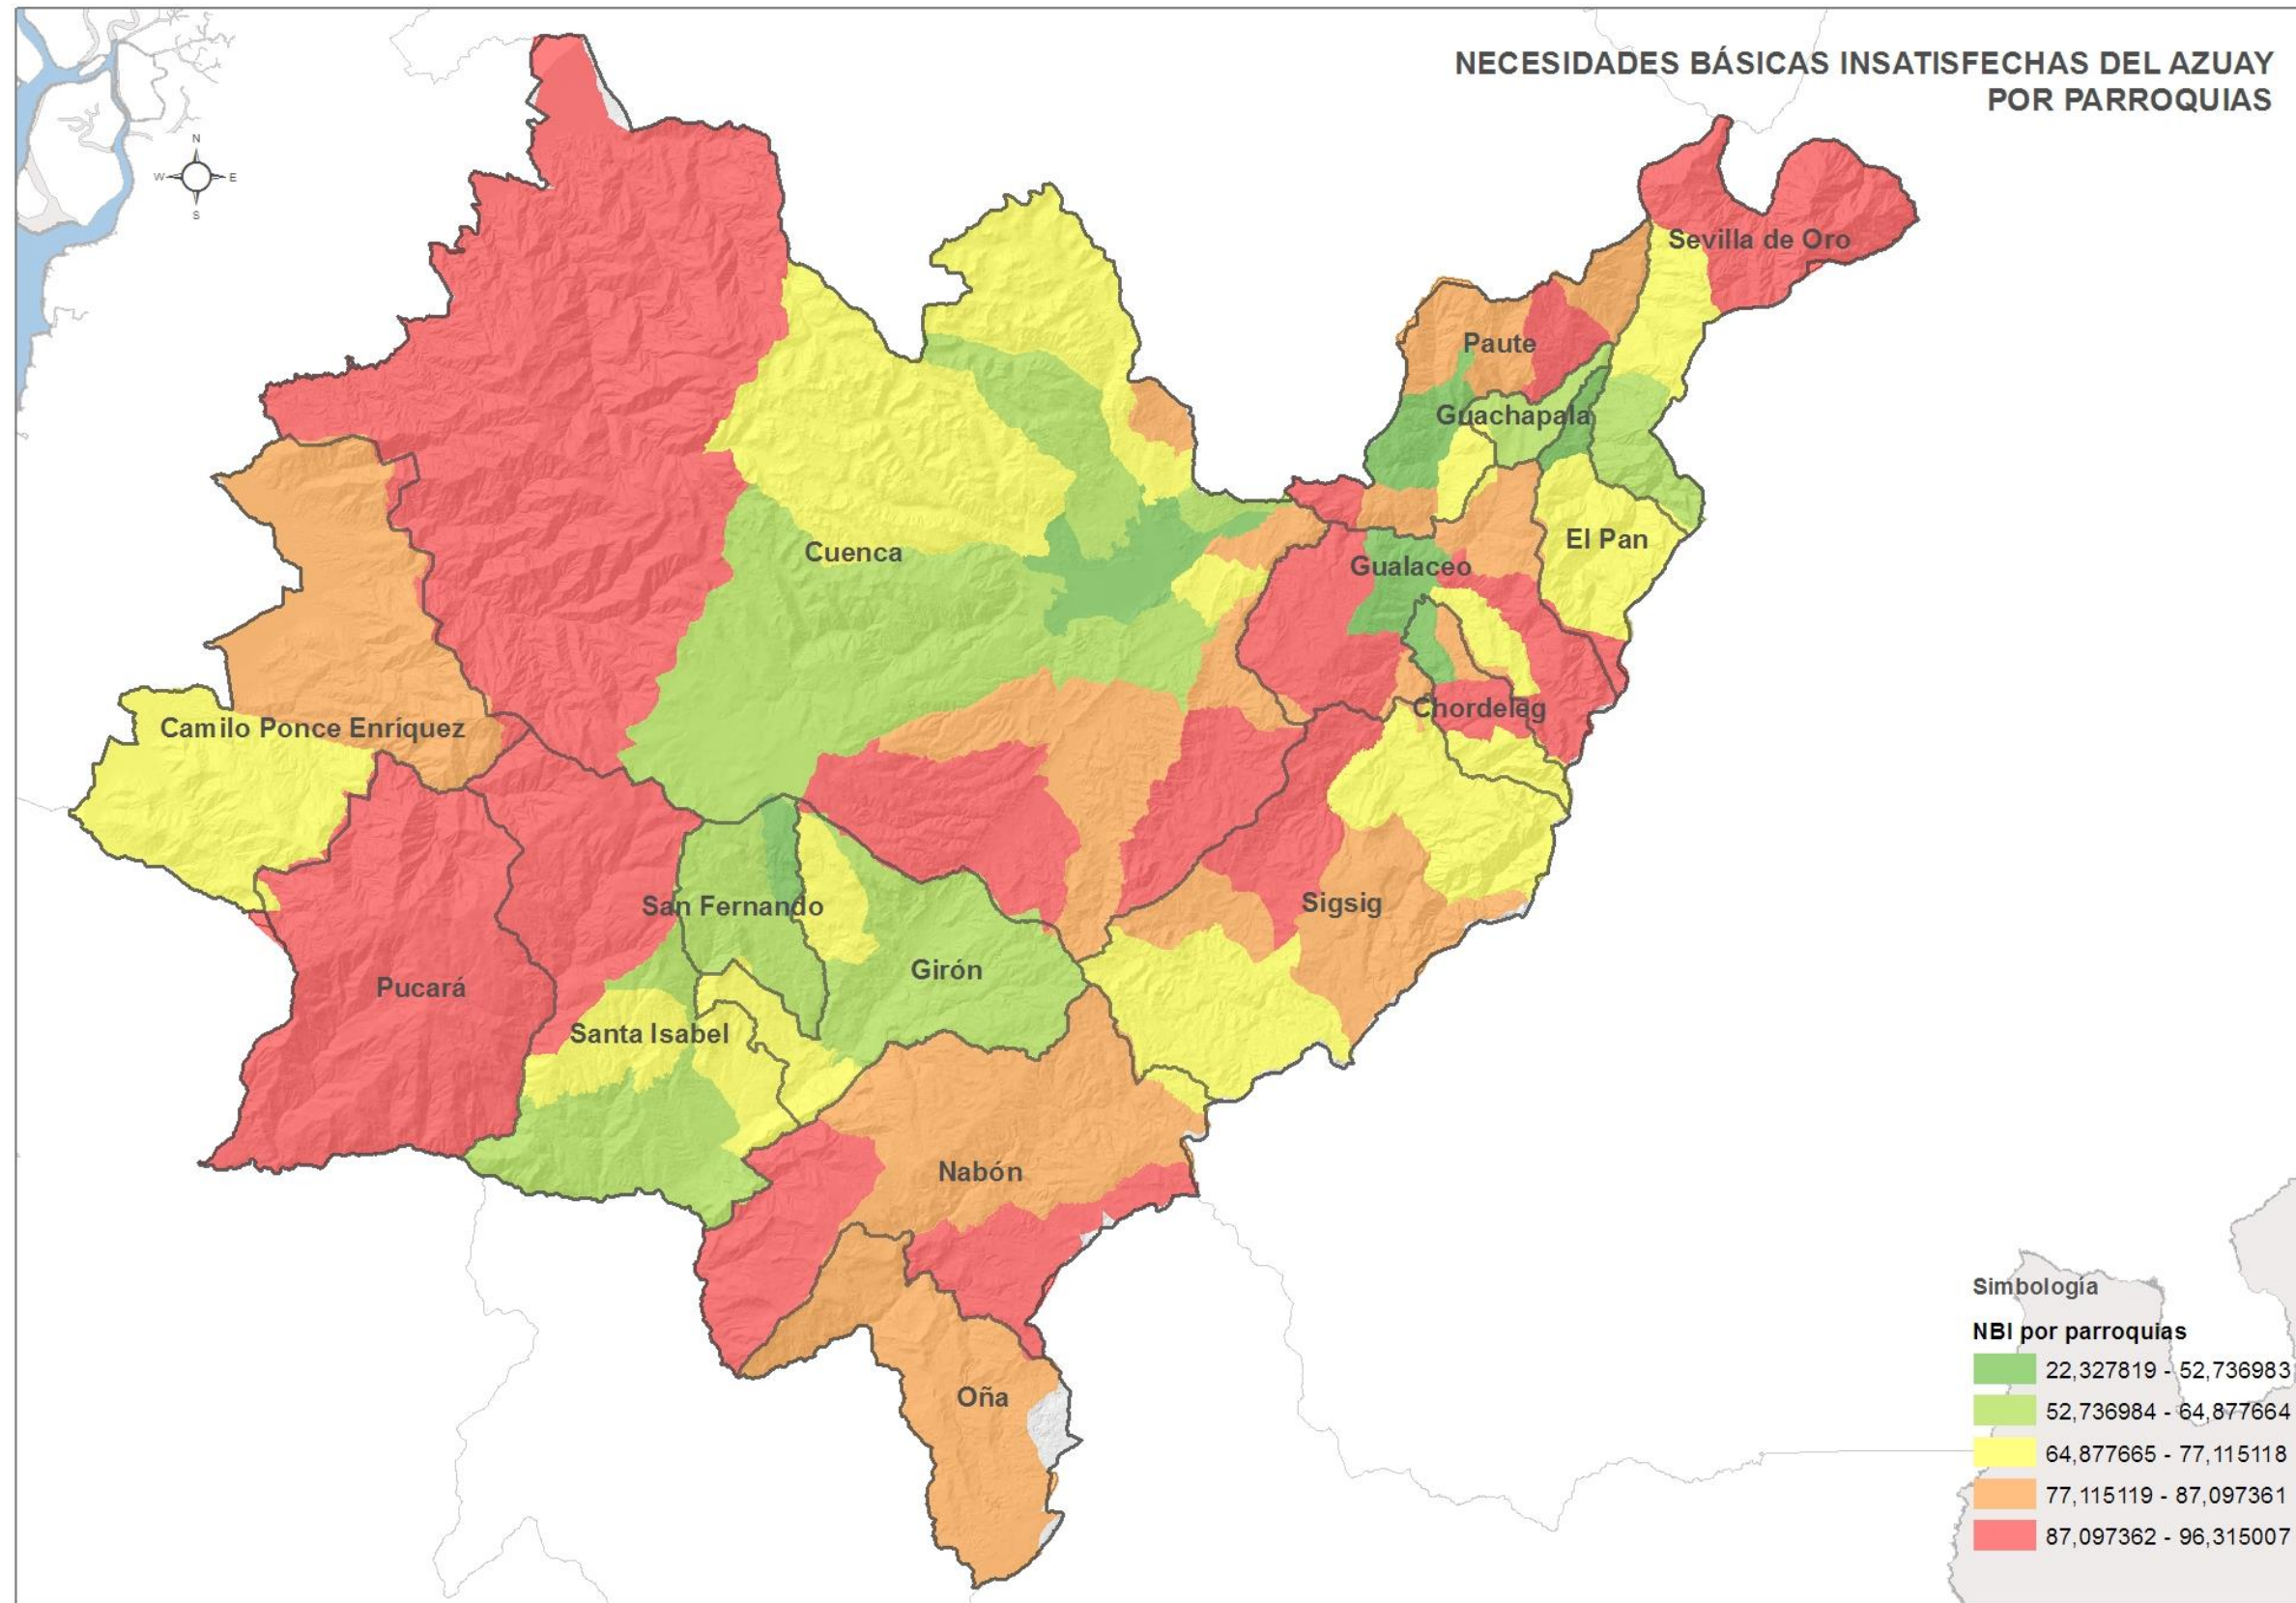 NECESIDADES BÁSICAS INSATISFECHAS DEL AZUAY
POR PARROQUIAS
N
W E
S
Sevilla de Oro
Paute
Guachapala
El Pan
Cuenca
Gualaceo
Chordeleg
Camilo Ponce Enríquez
San Fernando
Sigsig
Girón
Pucará
Santa Isabel
Nabón
Oña
Simbología
NBI por parroquias
22,327819 - 52,736983
52,736984 - 64,877664
64,877665 - 77,115118
77,115119 - 87,097361
87,097362 - 96,315007